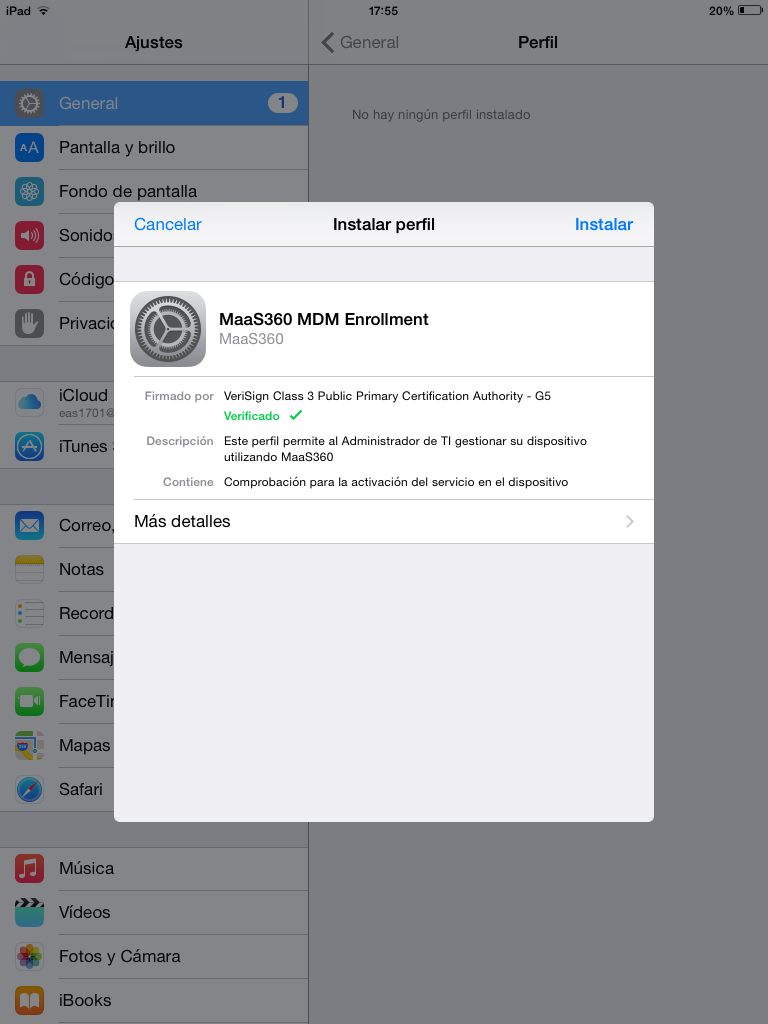 iPad
17:55
20%
Ajustes
General
Perfil
General
1
No hay ningún perfil instalado
Pantalla y brillo
Fondo de pantalla
Sonido
Código
Privacid
iCloud
eas1701@
iTunes
Correo,
Notas
Record
Mensaj
FaceTim
Mapas
Safari
Música
Vídeos
Fotos y Cámara
iBooks
Cancelar
Instalar perfil
Instalar
MaaS360 MDM Enrollment
MaaS360
Firmado por
VeriSign Class 3 Public Primary Certification Authority - G5
Verificado
Descripción
Este perfil permite al Administrador de TI gestionar su dispositivo
utilizando MaaS360
Contiene
Comprobación para la activación del servicio en el dispositivo
Más detalles